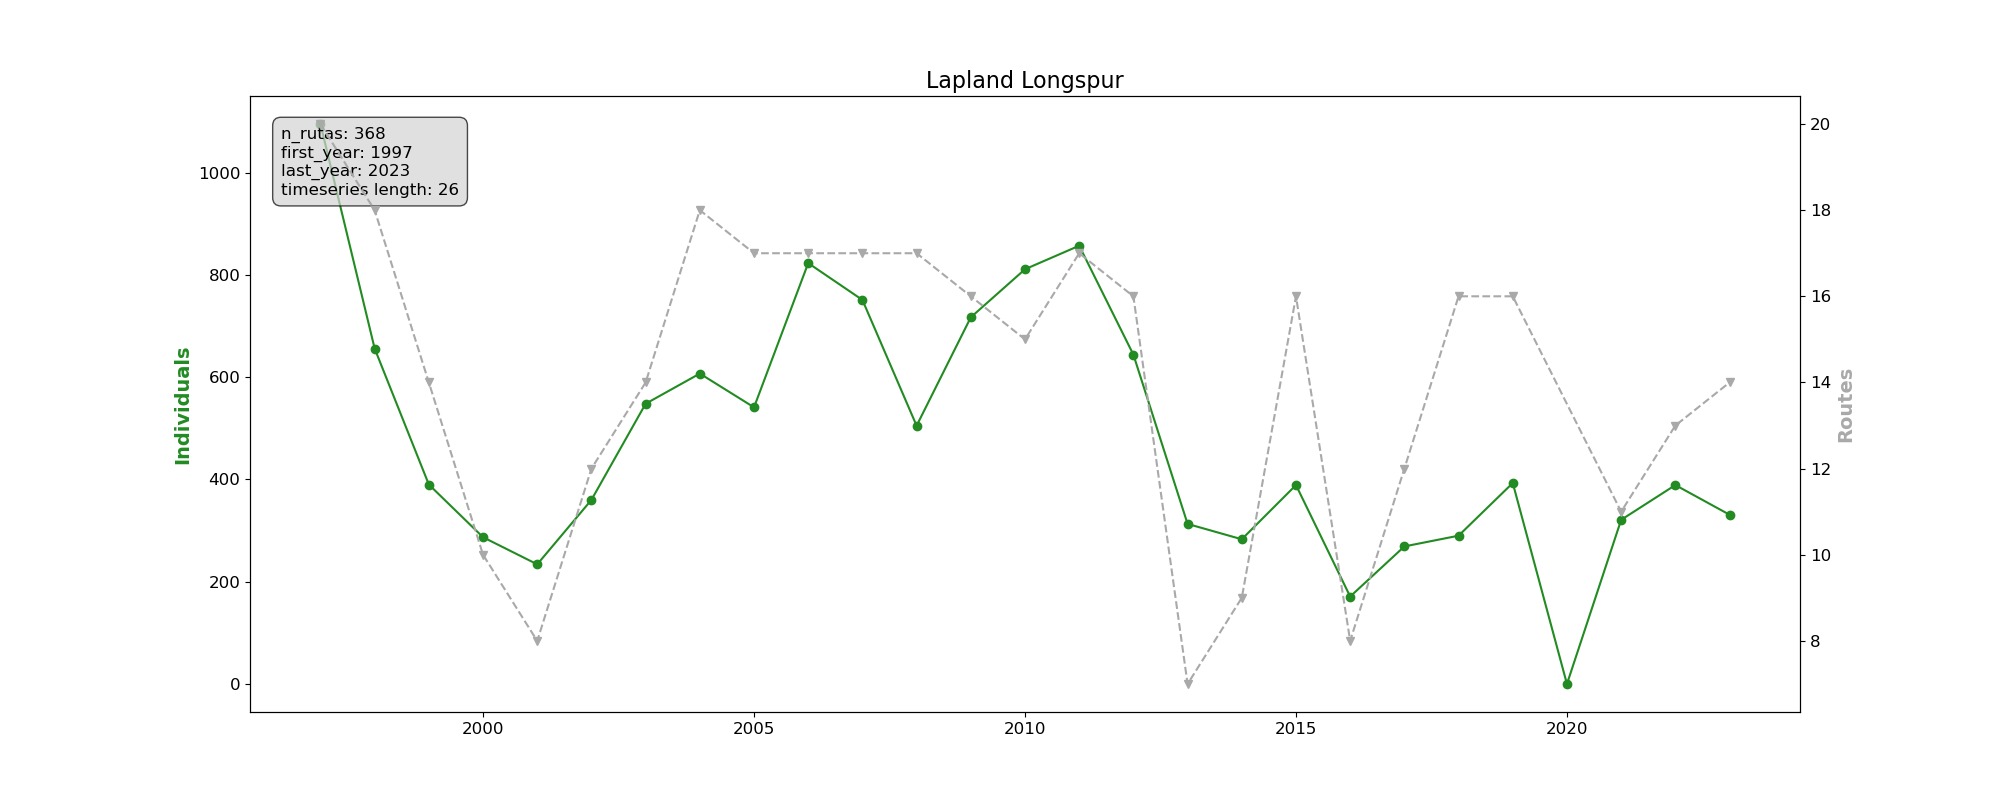 Lapland Longspur
n_rutas: 368
first_year: 1997
last_year: 2023
timeseries length: 26
Individuals
1000
800
600
400
200
0
2000
2005
2010
2015
2020
20
18
16
14
12
10
8
Routes